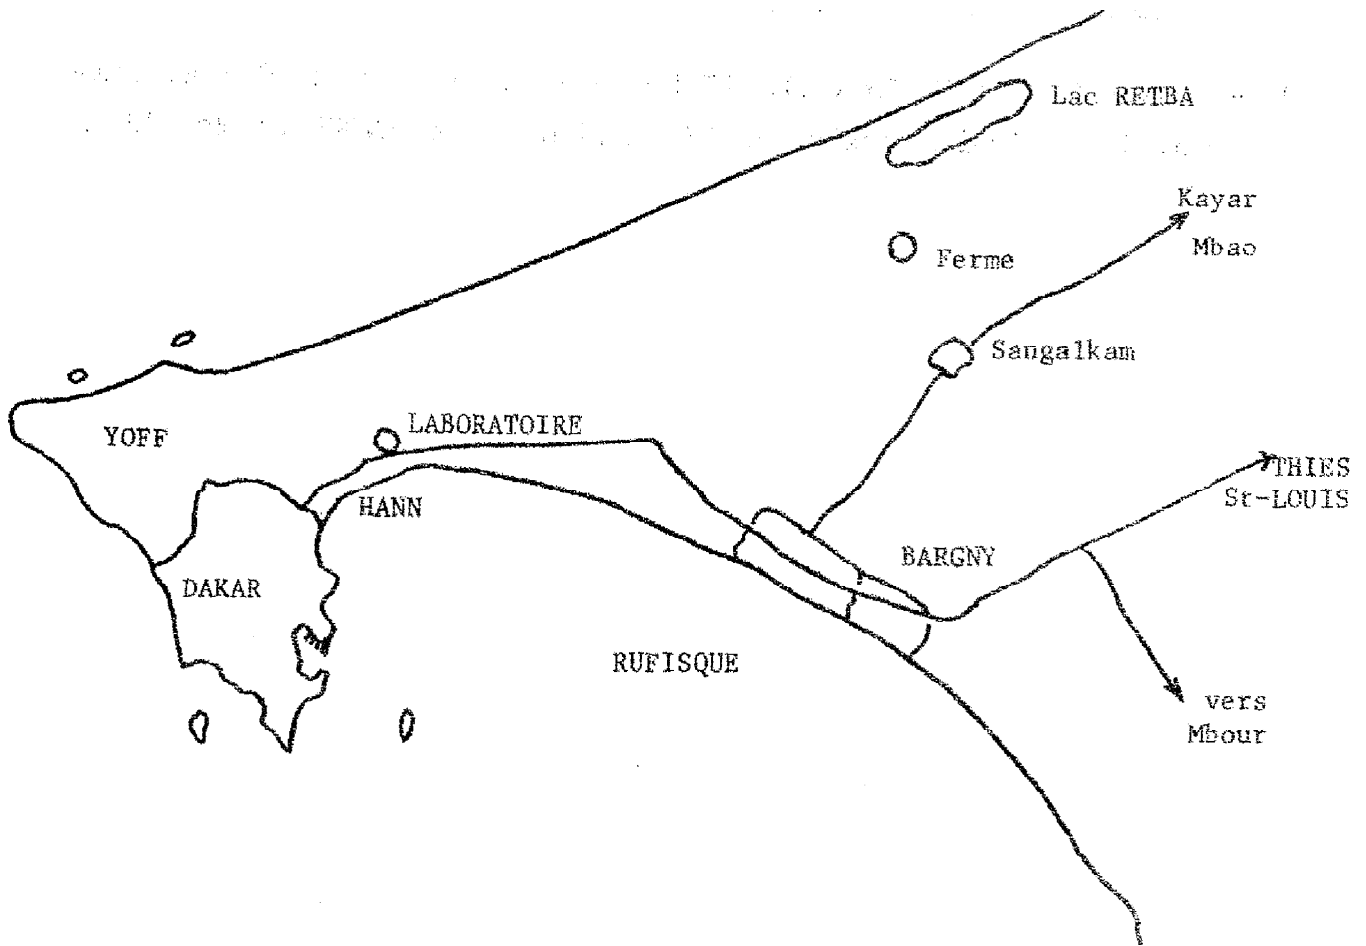 Lac RETBA
Kayar
Mbao
Ferme
Sangalkam
LABORATOIRE
YOFF
THIES
HANN
St-LOUIS
BARGNY
DAKAR
RUFISQUE
vers
Mbour